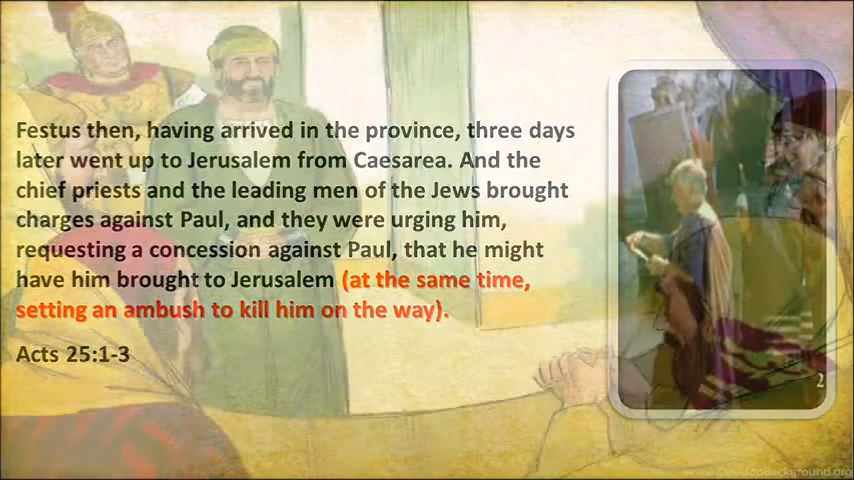 Festus then, having arrived in the province, three days
later went up to Jerusalem from Caesarea. And the
chief priests and the leading men of the Jews brought
charges against Paul, and they were urging him,
requesting a concession against Paul, that he might
have him brought to Jerusalem (at the same time,
setting an ambush to kill him on the way).
Acts 25:1-3
2
www.DesktopBackground.org